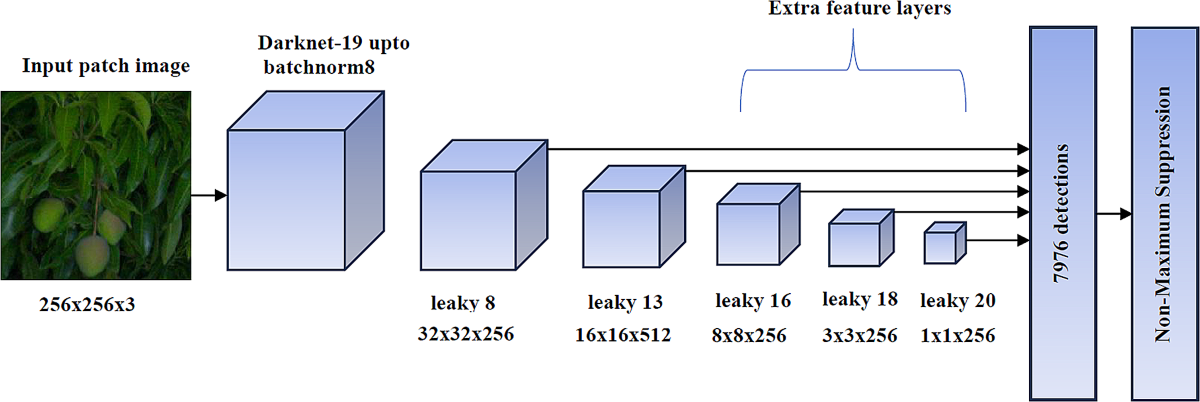 Extra feature layers
Darknet-19 upto
batchnorm8
Input patch image
256x256x3
leaky 8
32x32x256
leaky 13
16x16x512
leaky 16
8x8x256
leaky 18
3x3x256
leaky 20
1x1x256
7976 detections
Non-Maximum Suppression